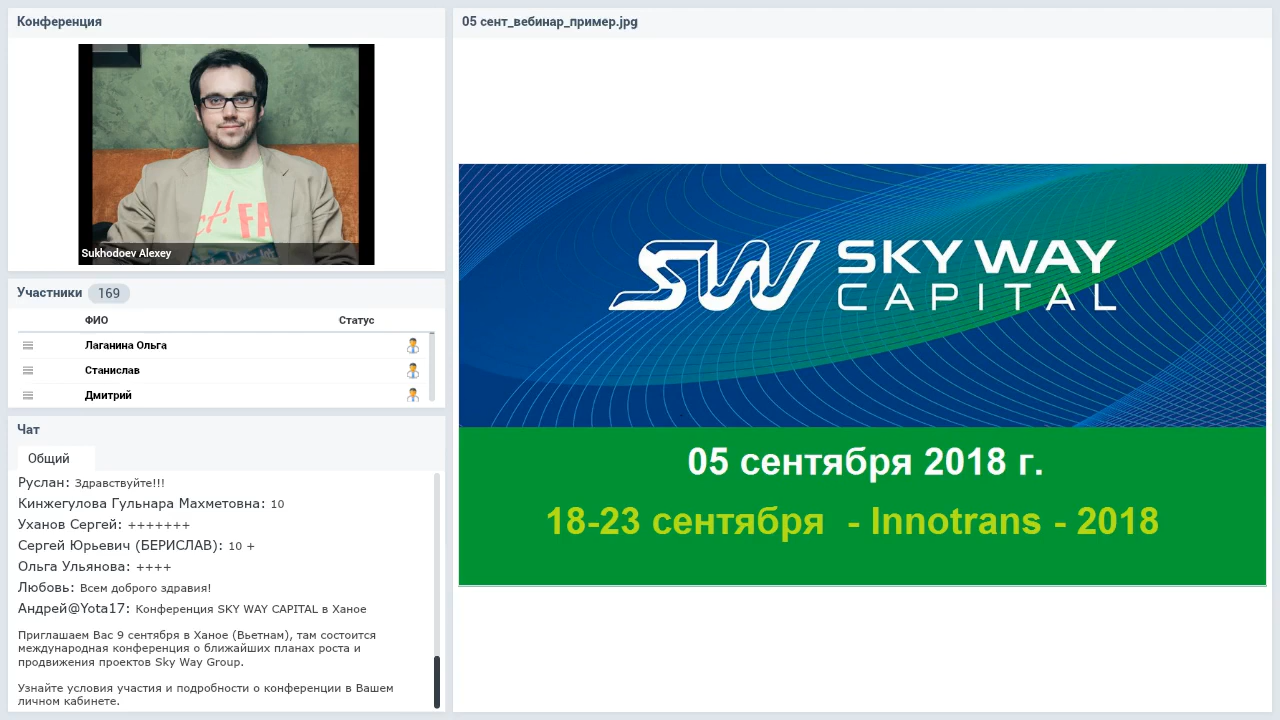 Конференция
Sukhodoev Alexey
Участники 169
ФИО Статус
Лаганина Ольга
Станислав
Дмитрий
Чат
Общий
Руслан: Здравствуйте!!!
Кинжегулова Гульнара Махметовна: 10
Уханов Сергей: +++++++
Сергей Юрьевич (БЕРИСЛАВ): 10 +
Ольга Ульянова: ++++
Любовь: Всем доброго здравия!
Андрей@Yota17: Конференция SKY WAY CAPITAL в Ханое
Приглашаем Вас 9 сентября в Ханое (Вьетнам), там состоится
международная конференция о ближайших планах роста и
продвижения проектов Sky Way Group.
Узнайте условия участия и подробности о конференции в Вашем
личном кабинете.
05 сент_вебинар_пример.jpg
SW SKY WAY
CAPITAL
05 сентября 2018 г.
18-23 сентября - Innotrans - 2018